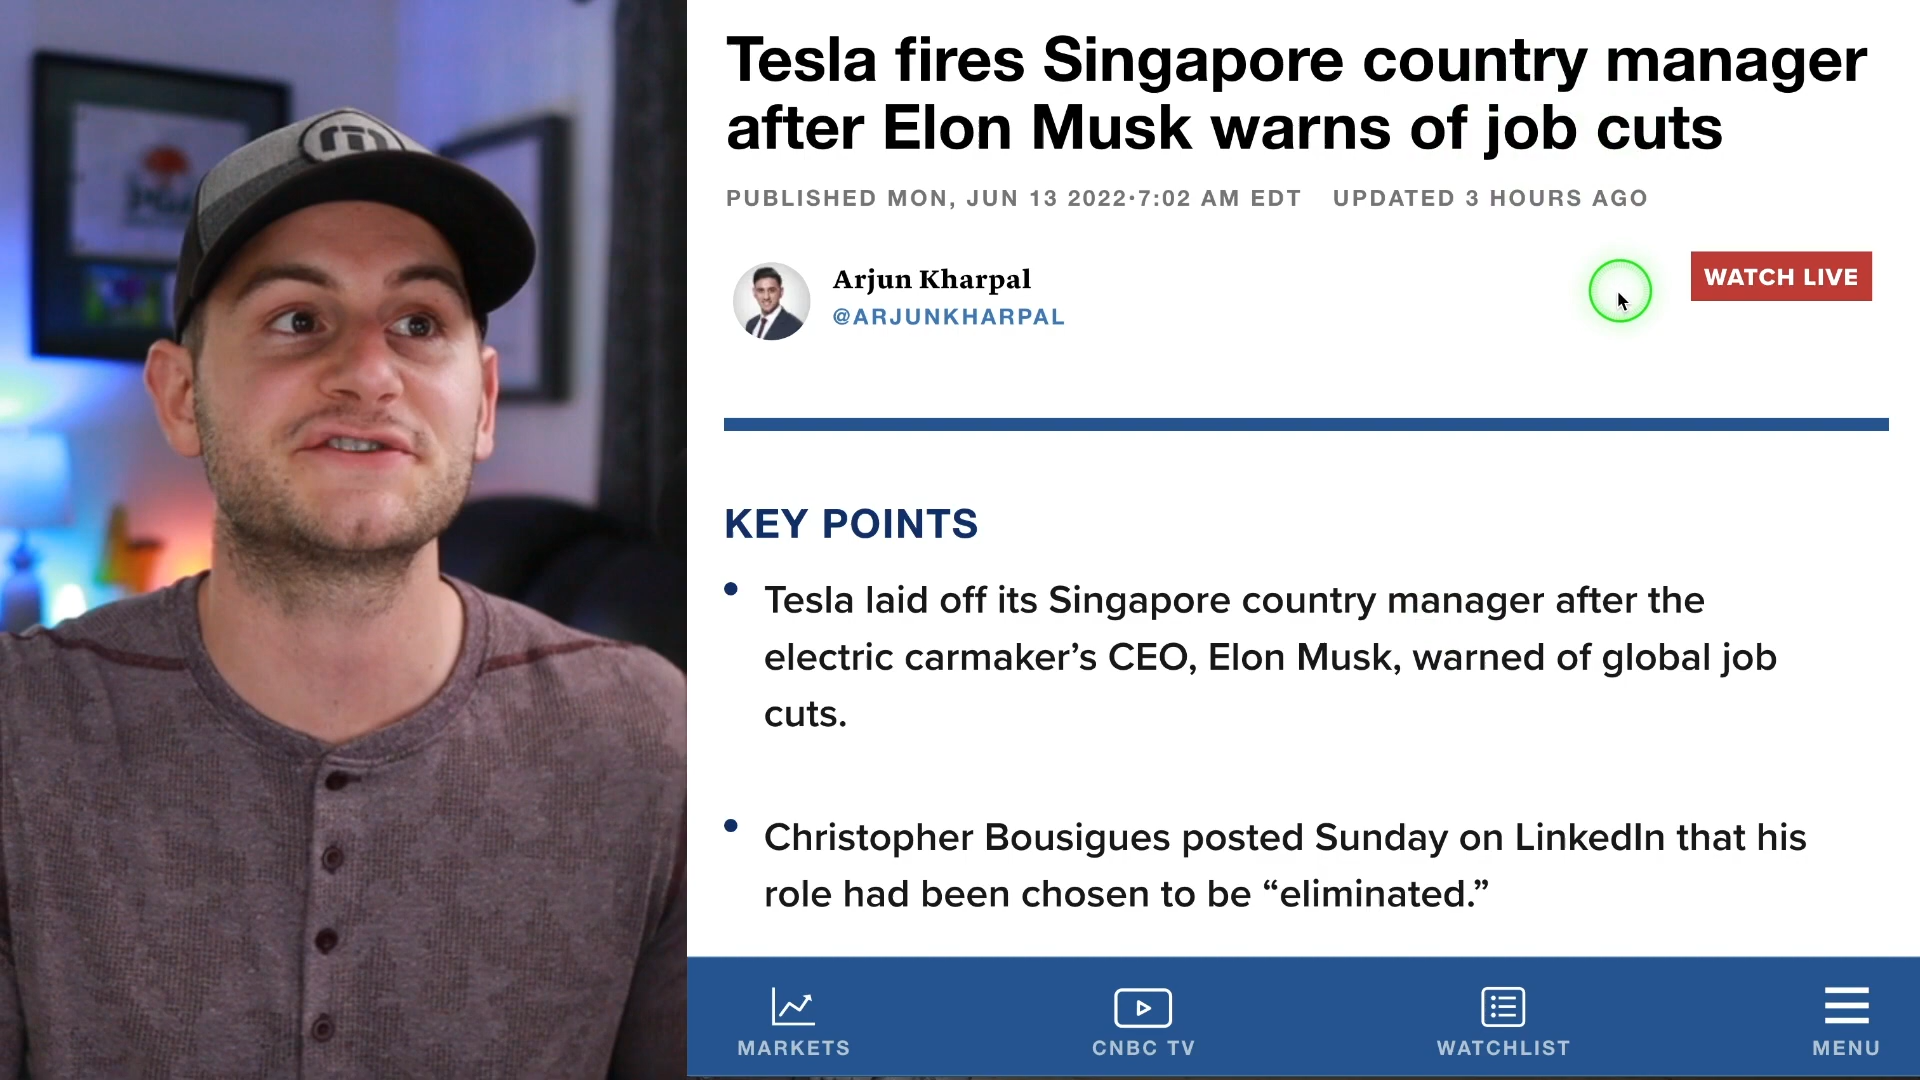 Tesla fires Singapore country manager
after Elon Musk warns of job cuts
PUBLISHED MON, JUN 13 2022•7:02 AM EDT UPDATED 3 HOURS AGO
Arjun Kharpal
@ARJUNKHARPAL
WATCH LIVE
KEY POINTS
• Tesla laid off its Singapore country manager after the
electric carmaker’s CEO, Elon Musk, warned of global job
cuts.
• Christopher Bousigues posted Sunday on LinkedIn that his
role had been chosen to be “eliminated.”
MARKETS
CNBC TV
WATCHLIST
MENU